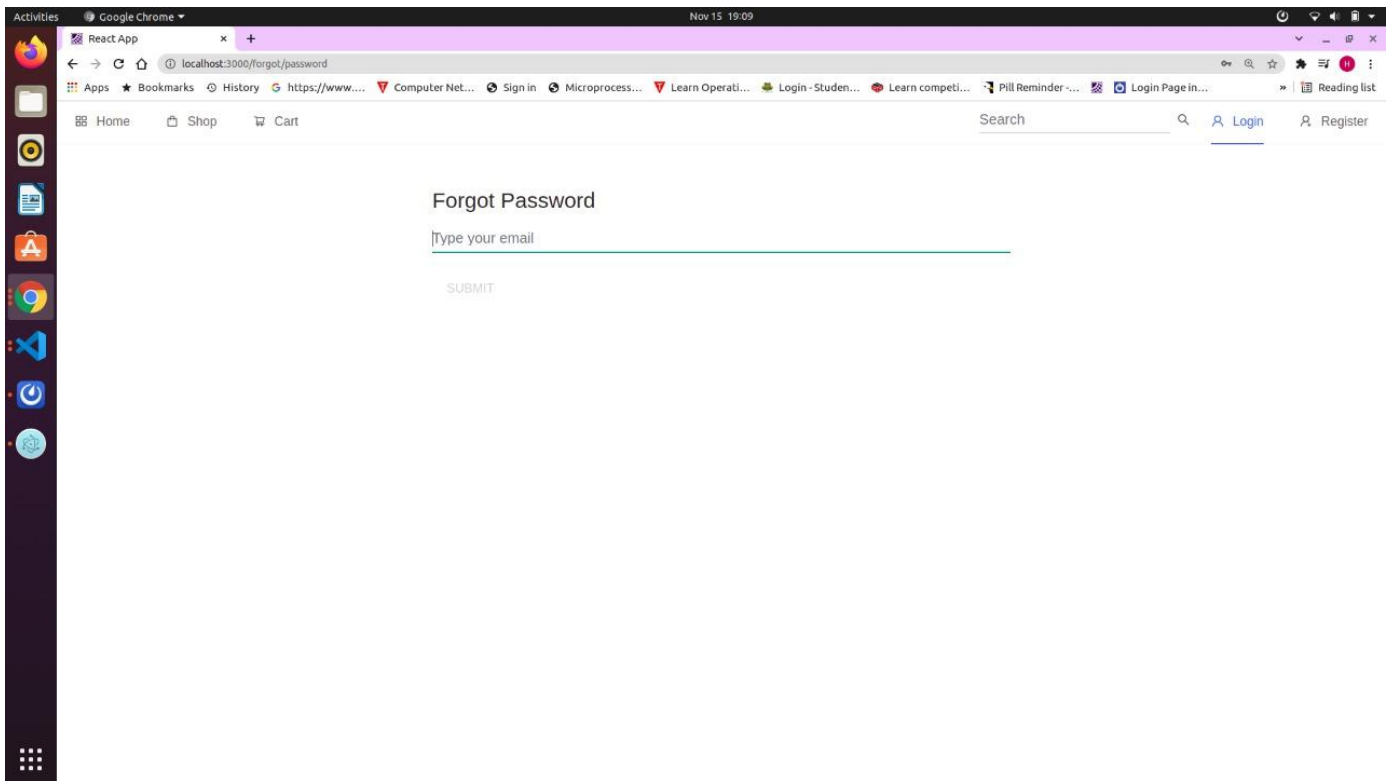 Activities Google Chrome Nov 15 19:09
React App
localhost:3000/forgot/password
Apps Bookmarks History https://www.... Computer Net... Sign in Microprocess... Learn Operati... Login - Studen... Learn competi... Pill Reminder -... Login Page in... » Reading list
Home Shop Cart Search Login Register
Forgot Password
Type your email
SUBMIT